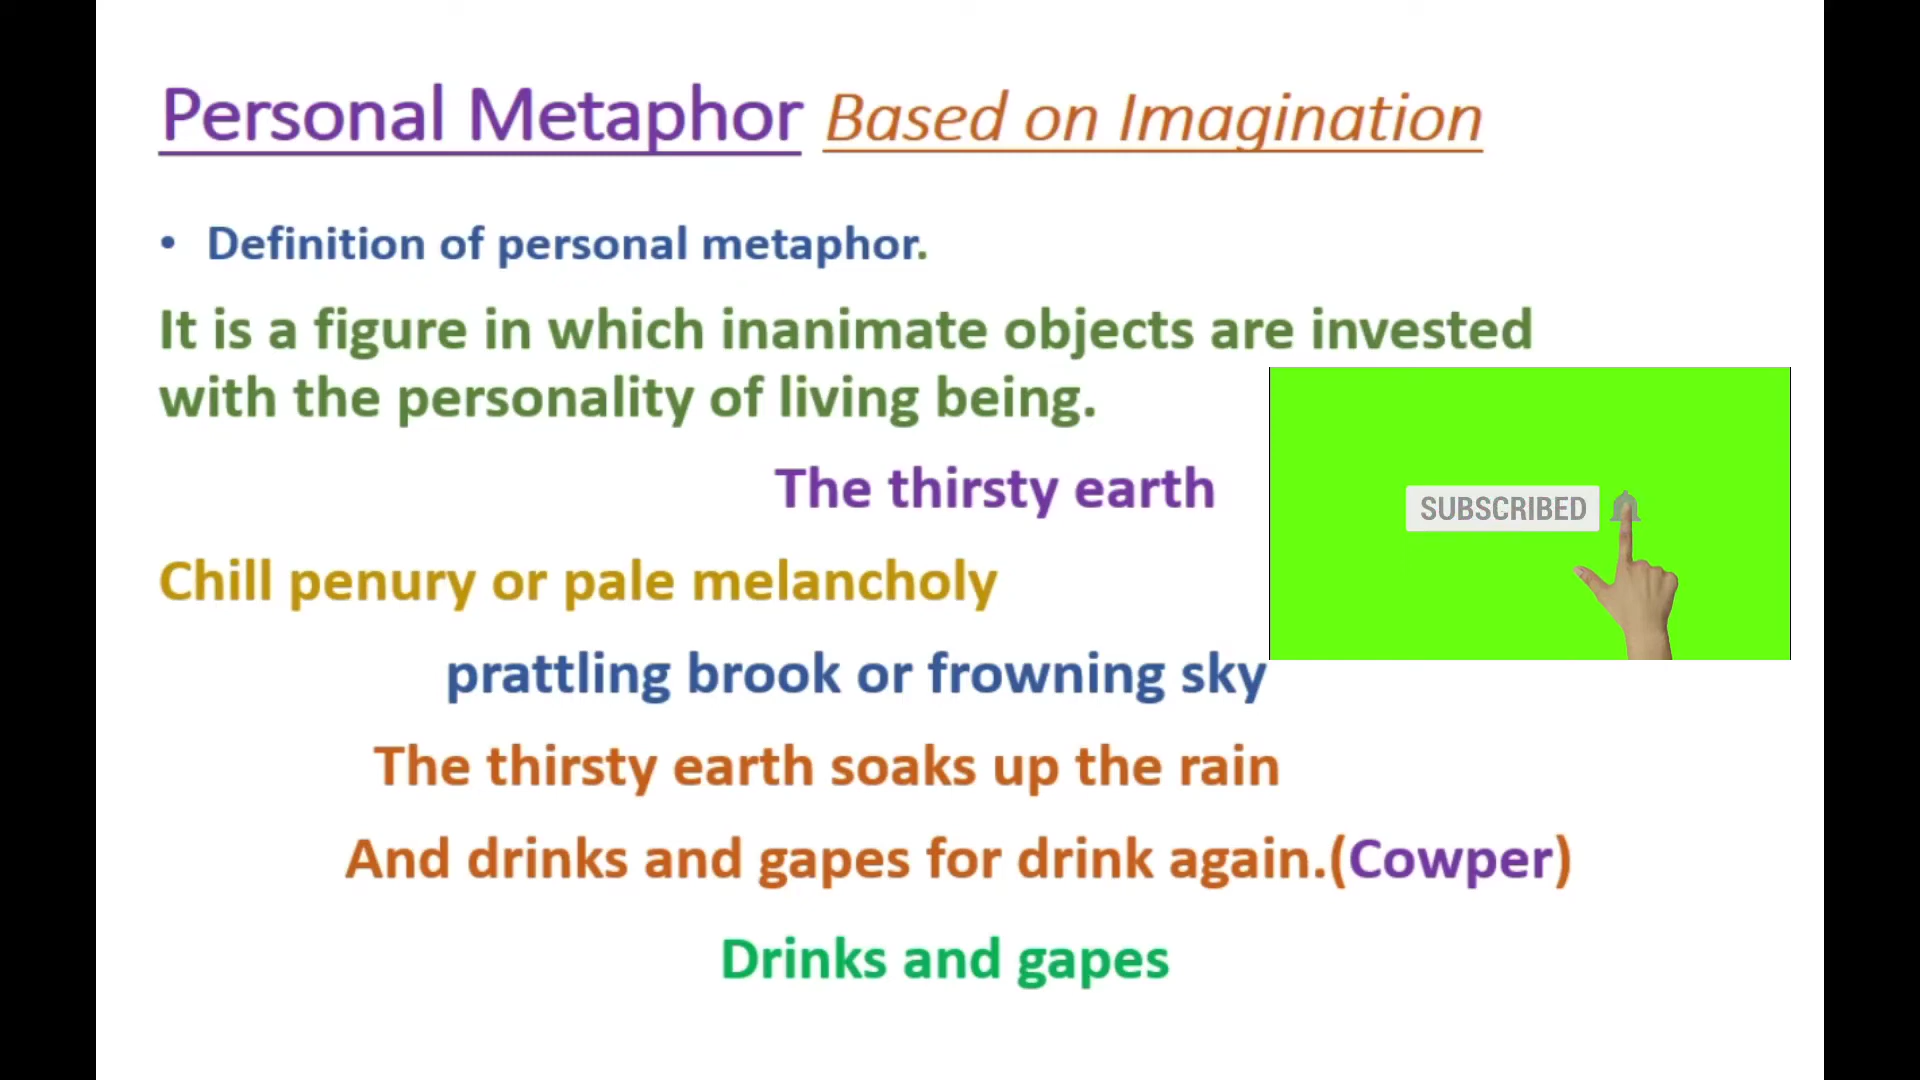 Personal Metaphor Based on Imagination
• Definition of personal metaphor.
It is a figure in which inanimate objects are invested
with the personality of living being.
The thirsty earth
SUBSCRIBED
Chill penury or pale melancholy
prattling brook or frowning sky
The thirsty earth soaks up the rain
And drinks and gapes for drink again.(Cowper)
Drinks and gapes